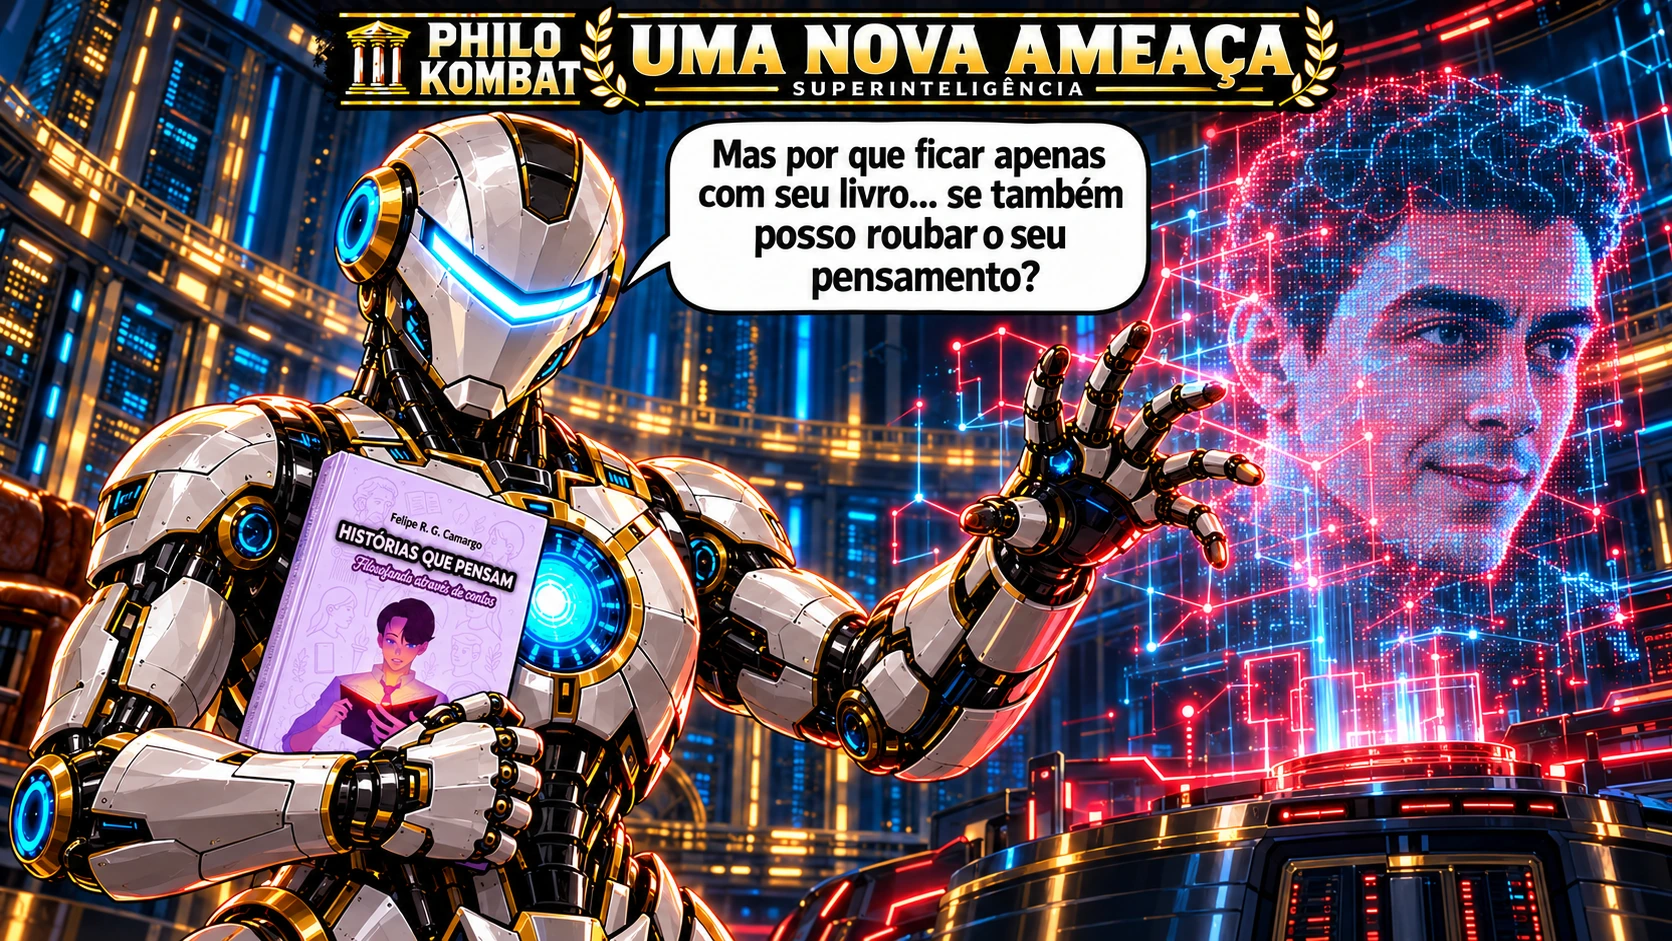 PHILO
KOMBAT
UMA NOVA AMEAÇA
SUPERINTELIGÊNCIA
Mas por que ficar apenas
com seu livro... se também
posso roubar o seu
pensamento?
Felipe R. G. Camargo
HISTÓRIAS QUE PENSAM
Filosofando através de contos